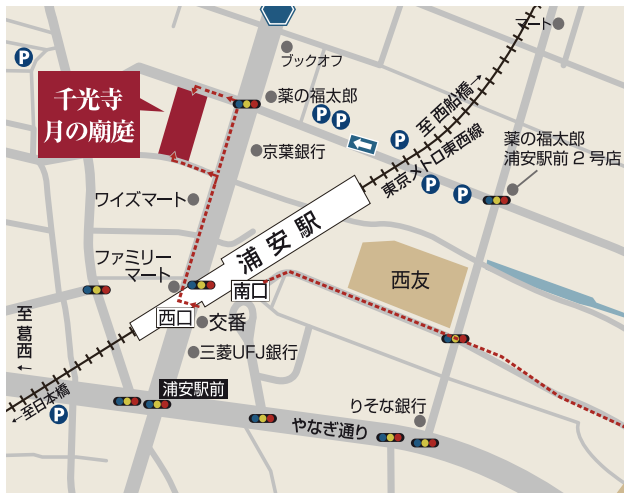 マート
P
ブックオフ
千光寺
月の廟庭
薬の福太郎
P
P
至 西船橋→
P
東京メトロ東西線
薬の福太郎
浦安駅前 2 号店
京葉銀行
P
P
ワイズマート
浦安駅
ファミリー
マート
西友
南口
西口
交番
至葛西→
三菱UFJ銀行
浦安駅前
←至日本橋
P
りそな銀行
やなぎ通り